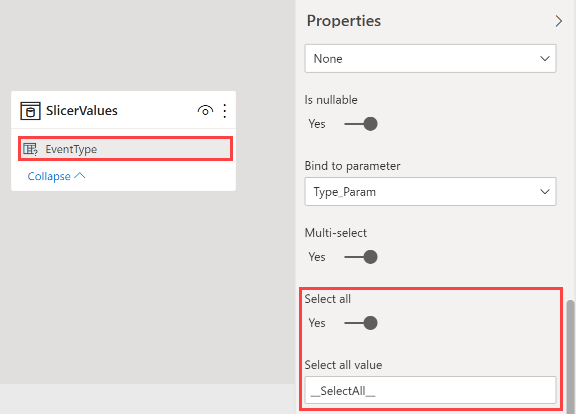 SlicerValues
EventType
Collapse
Properties
None
Is nullable
Yes
Bind to parameter
Type_Param
Multi-select
Yes
Select all
Yes
Select all value
__SelectAll__